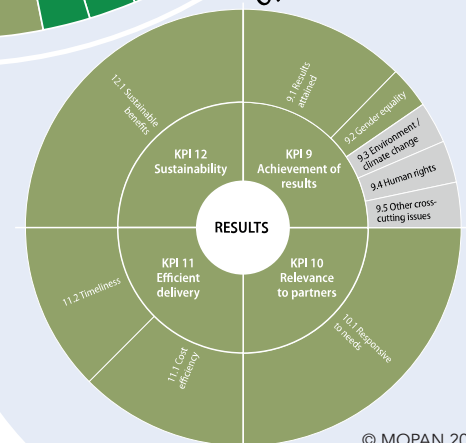 12.1 Sustainable
benefits
9.1 Results
attained
9.2 Gender equality
9.3 Environment /
climate change
9.4 Human rights
9.5 Other cross-
cutting issues
KPI 12
Sustainability
KPI 9
Achievement of
results
RESULTS
KPI 11
Efficient
delivery
KPI 10
Relevance
to partners
11.2 Timeliness
11.1 Cost
efficiency
10.1 Responsive
to needs
© MOPAN 20